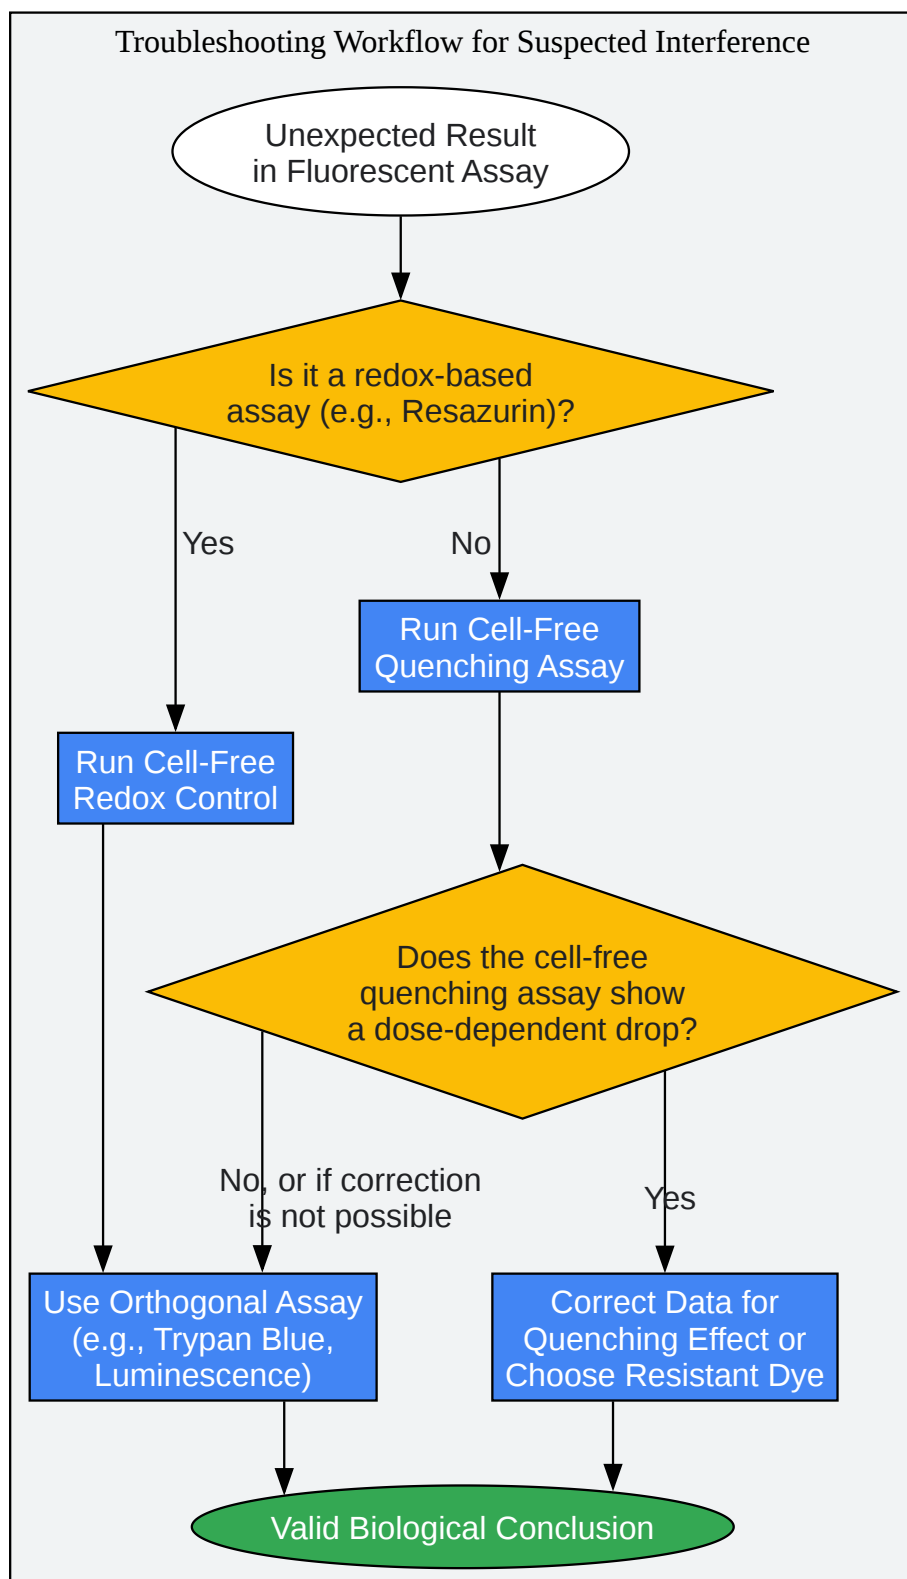 Troubleshooting Workflow for Suspected Interference
Unexpected Result
in Fluorescent Assay
Is it a redox-based
assay (e.g., Resazurin)?
Yes
No
Run Cell-Free
Quenching Assay
Run Cell-Free
Redox Control
Does the cell-free
quenching assay show
a dose-dependent drop?
No, or if correction
is not possible
Yes
Use Orthogonal Assay
(e.g., Trypan Blue,
Luminescence)
Correct Data for
Quenching Effect or
Choose Resistant Dye
Valid Biological Conclusion